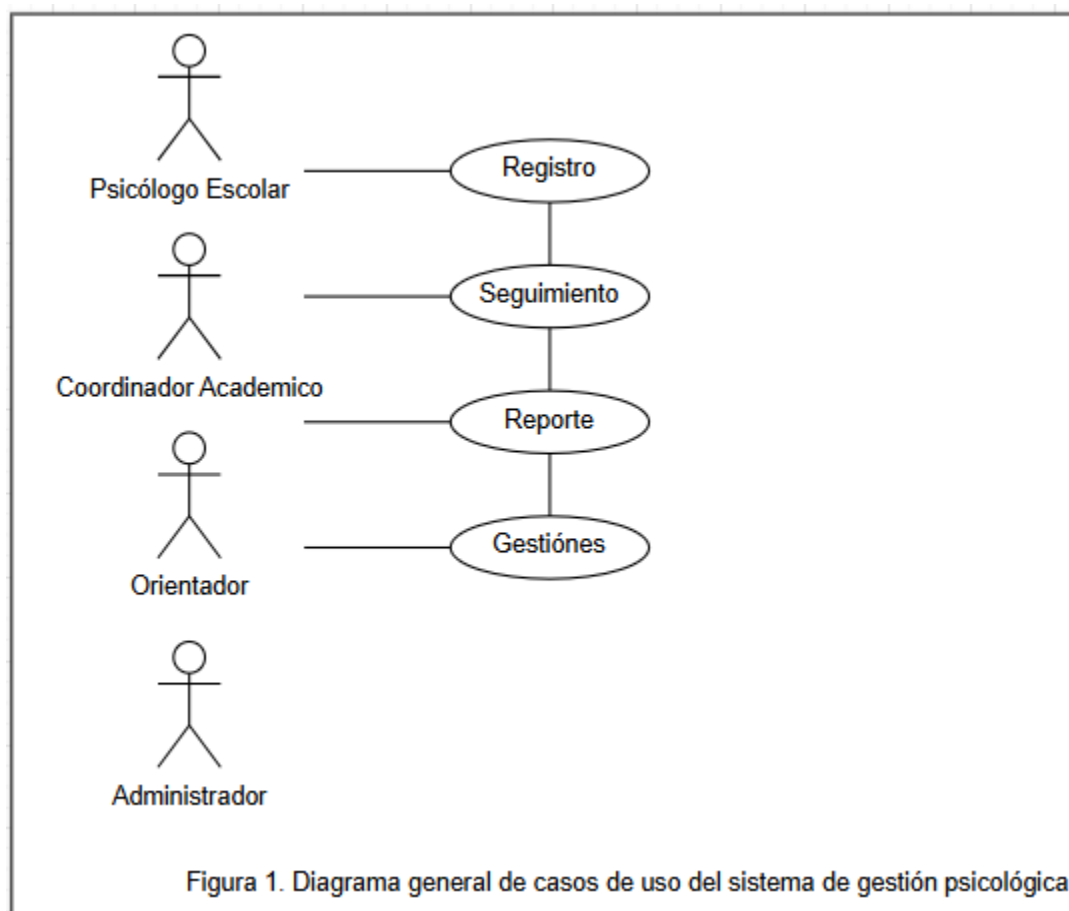 Psicólogo Escolar
Registro
Seguimiento
Coordinador Academico
Reporte
Gestiónes
Orientador
Administrador
Figura 1. Diagrama general de casos de uso del sistema de gestión psicológica